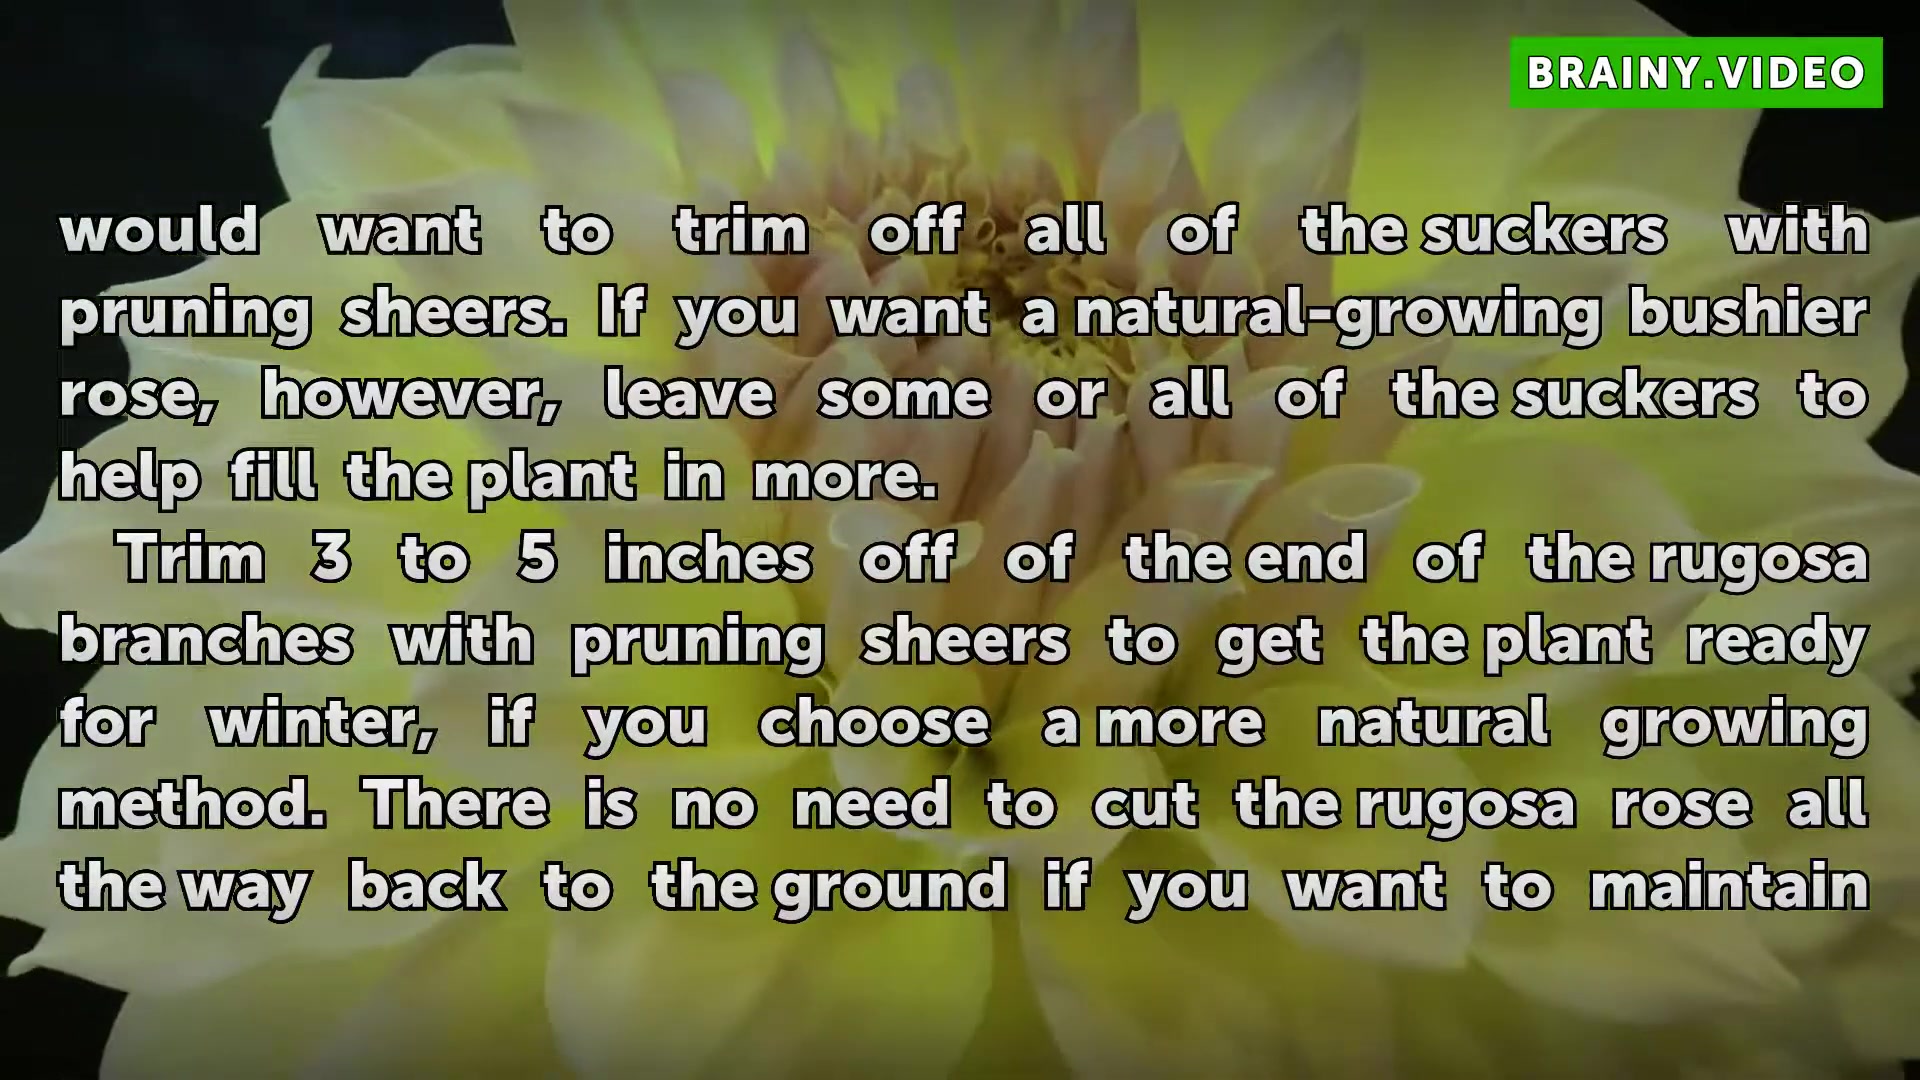 BRAINY.VIDEO
would want to trim off all of the suckers with
pruning sheers. If you want a natural-growing bushier
rose, however, leave some or all of the suckers to
help fill the plant in more.
Trim 3 to 5 inches off of the end of the rugosa
branches with pruning sheers to get the plant ready
for winter, if you choose a more natural growing
method. There is no need to cut the rugosa rose all
the way back to the ground if you want to maintain